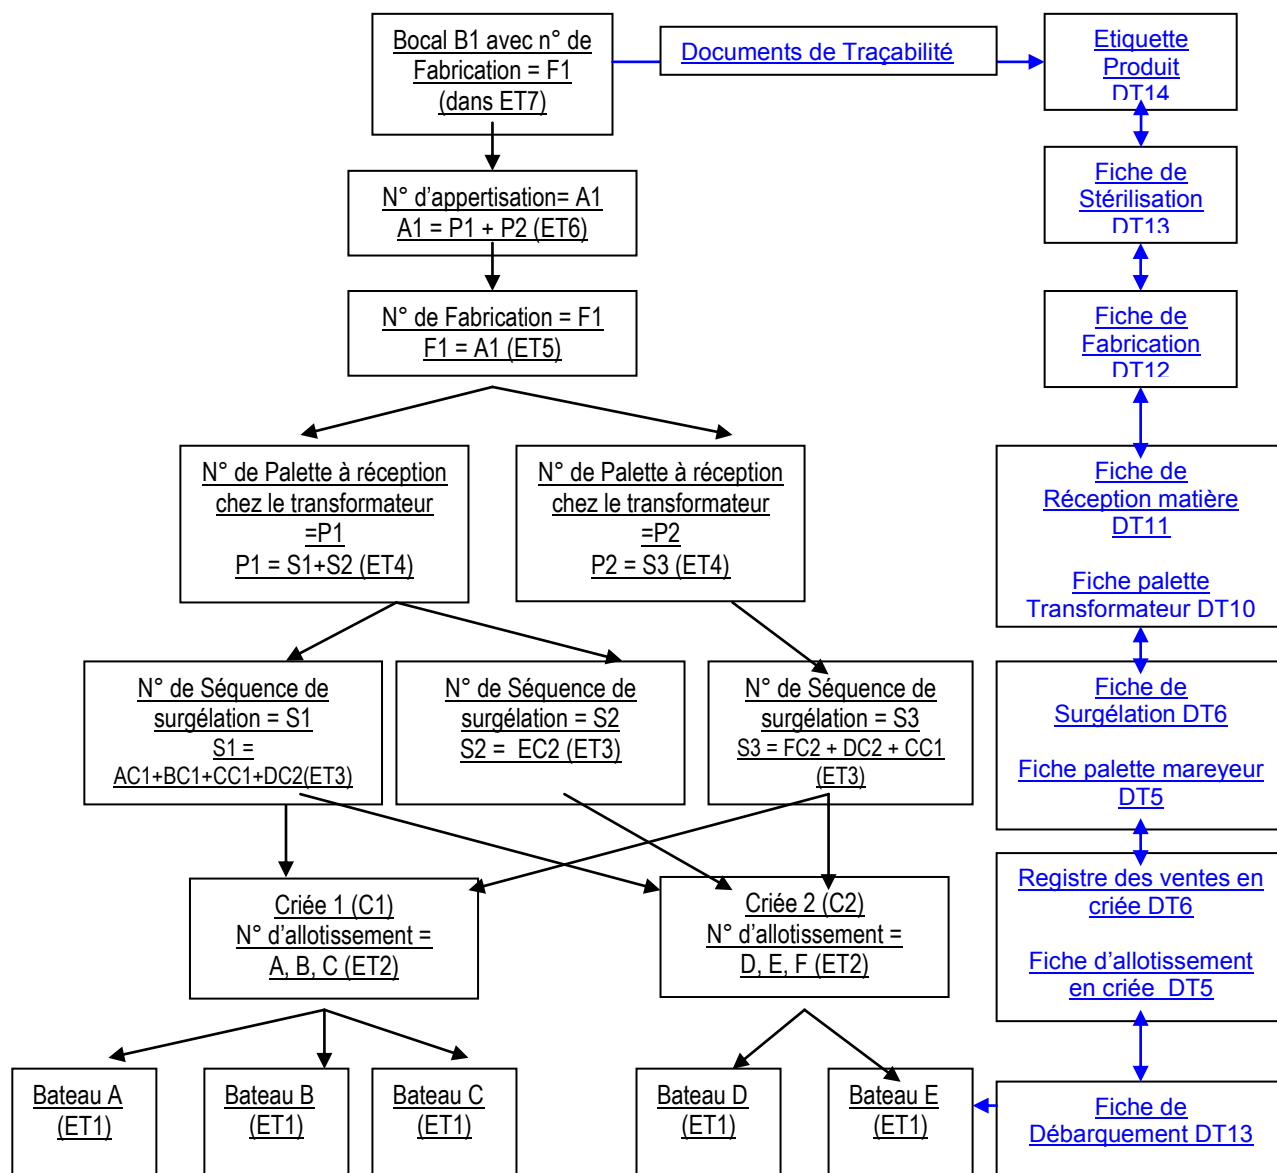 Bocal B1 avec n° de
Fabrication = F1
(dans ET7)
Documents de Traçabilité
Etiquette
Produit
DT14
N° d'appertisation= A1
A1 = P1 + P2 (ET6)
Fiche de
Stérilisation
DT13
N° de Fabrication = F1
F1 = A1 (ET5)
Fiche de
Fabrication
DT12
N° de Palette à réception
chez le transformateur
=P1
P1 = S1+S2 (ET4)
N° de Palette à réception
chez le transformateur
=P2
P2 = S3 (ET4)
Fiche de
Réception matière
DT11
Fiche palette
Transformateur DT10
N° de Séquence de
surgélation = S1
S1 =
AC1+BC1+CC1+DC2(ET3)
N° de Séquence de
surgélation = S2
S2 = EC2 (ET3)
N° de Séquence de
surgélation = S3
S3 = FC2 + DC2 + CC1
(ET3)
Fiche de
Surgélation DT6
Fiche palette mareyeur
DT5
Criée 1 (C1)
N° d'allotissement =
A, B, C (ET2)
Criée 2 (C2)
N° d'allotissement =
D, E, F (ET2)
Registre des ventes en
criée DT6
Fiche d'allotissement
en criée DT5
Bateau A
(ET1)
Bateau B
(ET1)
Bateau C
(ET1)
Bateau D
(ET1)
Bateau E
(ET1)
Fiche de
Débarquement DT13